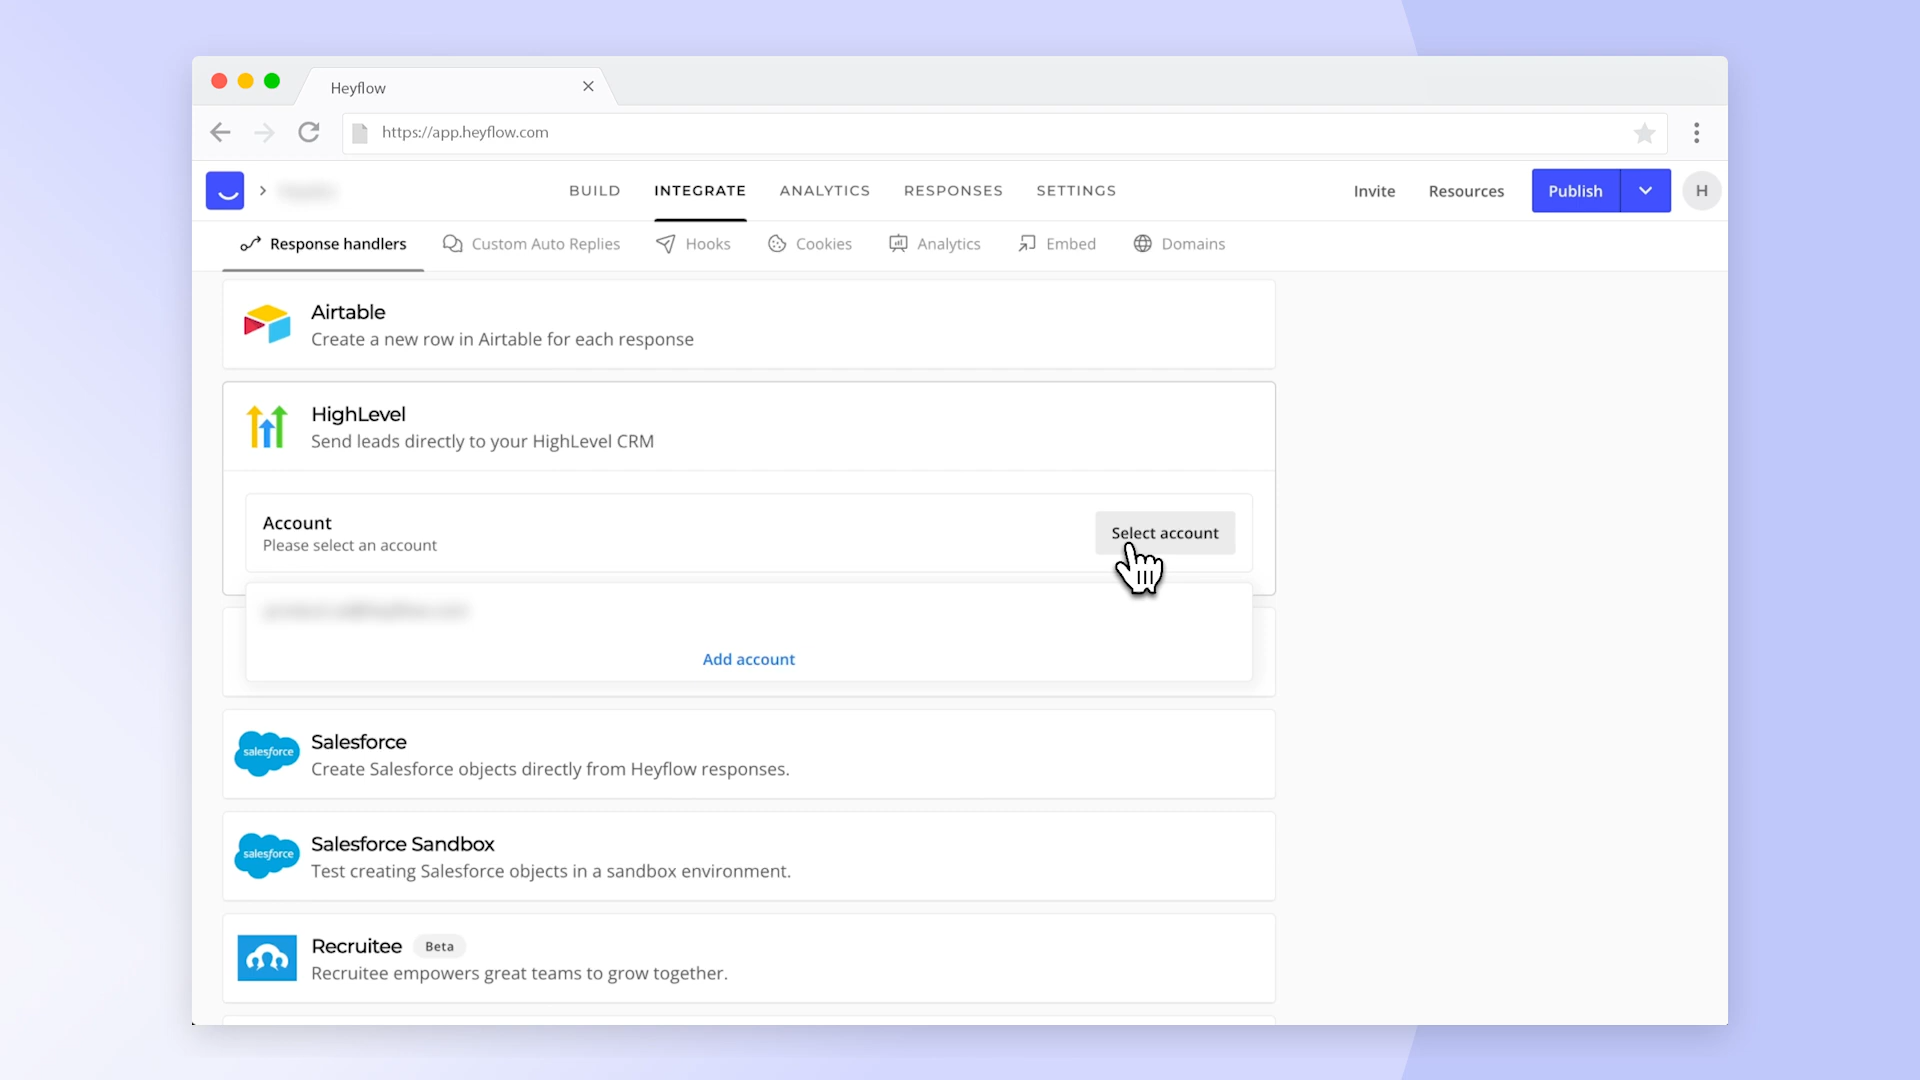 Heyflow
https://app.heyflow.com
BUILD INTEGRATE ANALYTICS RESPONSES SETTINGS Invite Resources Publish H
Response handlers Custom Auto Replies Hooks Cookies Analytics Embed Domains
Airtable
Create a new row in Airtable for each response
HighLevel
Send leads directly to your HighLevel CRM
Account
Please select an account
Select account
Add account
salesforce
Salesforce
Create Salesforce objects directly from Heyflow responses.
salesforce
Salesforce Sandbox
Test creating Salesforce objects in a sandbox environment.
Recruitee Beta
Recruitee empowers great teams to grow together.